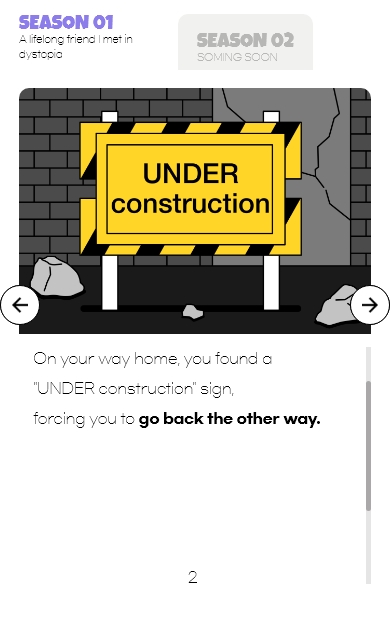 SEASON 01
A lifelong friend I met in
dystopia
SEASON 02
SOMING SOON
UNDER
construction
On your way home, you found a
"UNDER construction" sign,
forcing you to go back the other way.
2